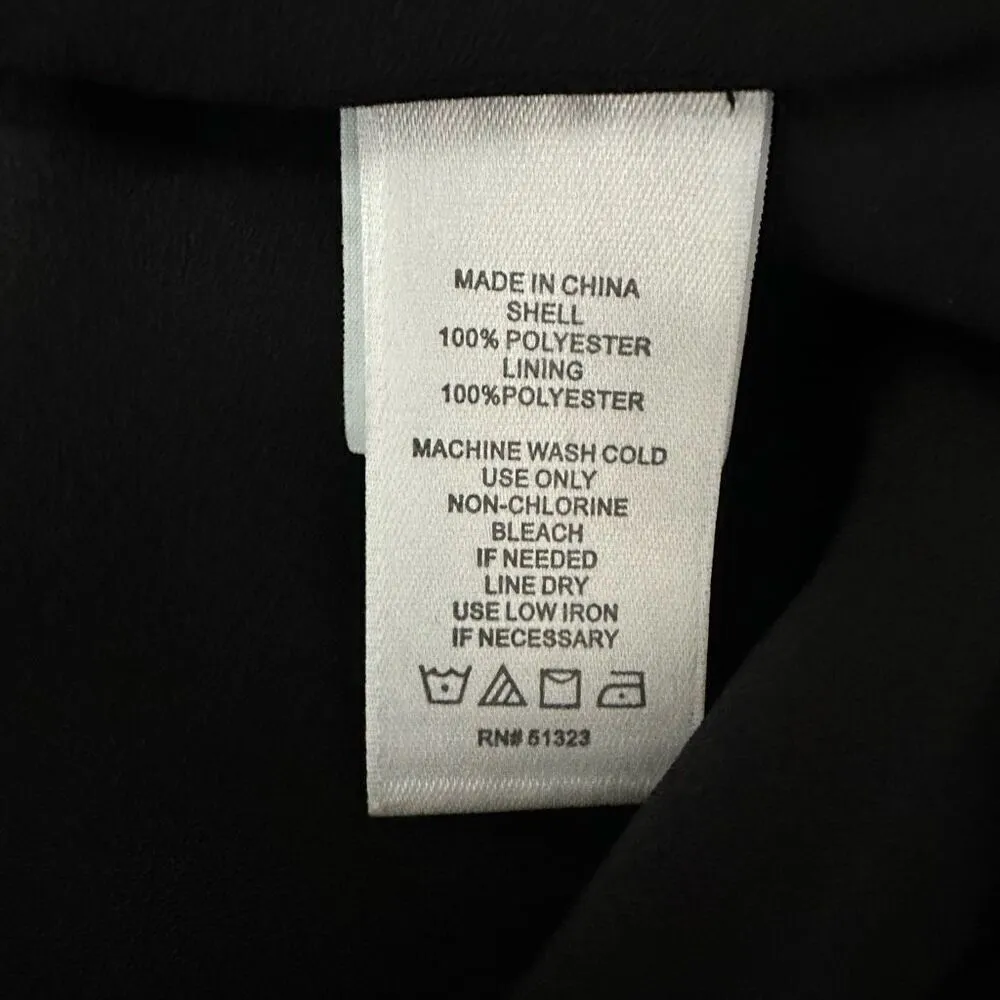 MADE IN CHINA
SHELL
100% POLYESTER
LINING
100%POLYESTER
MACHINE WASH COLD
USE ONLY
NON-CHLORINE
BLEACH
IF NEEDED
LINE DRY
USE LOW IRON
IF NECESSARY
RN# 51323